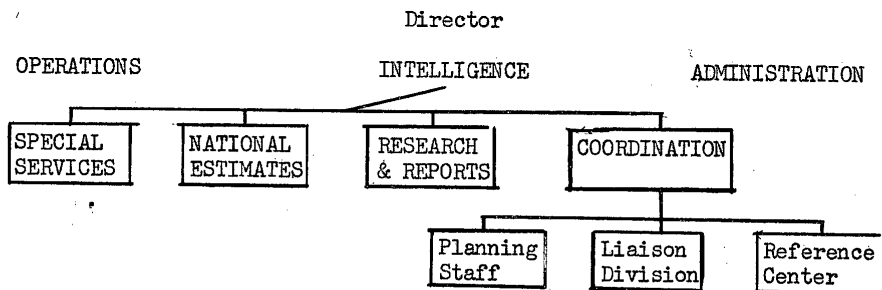 Director
OPERATIONS INTELLIGENCE ADMINISTRATION
SPECIAL
SERVICES
NATIONAL
ESTIMATES
RESEARCH
& REPORTS
COORDINATION
Planning
Staff
Liaison
Division
Reference
Center